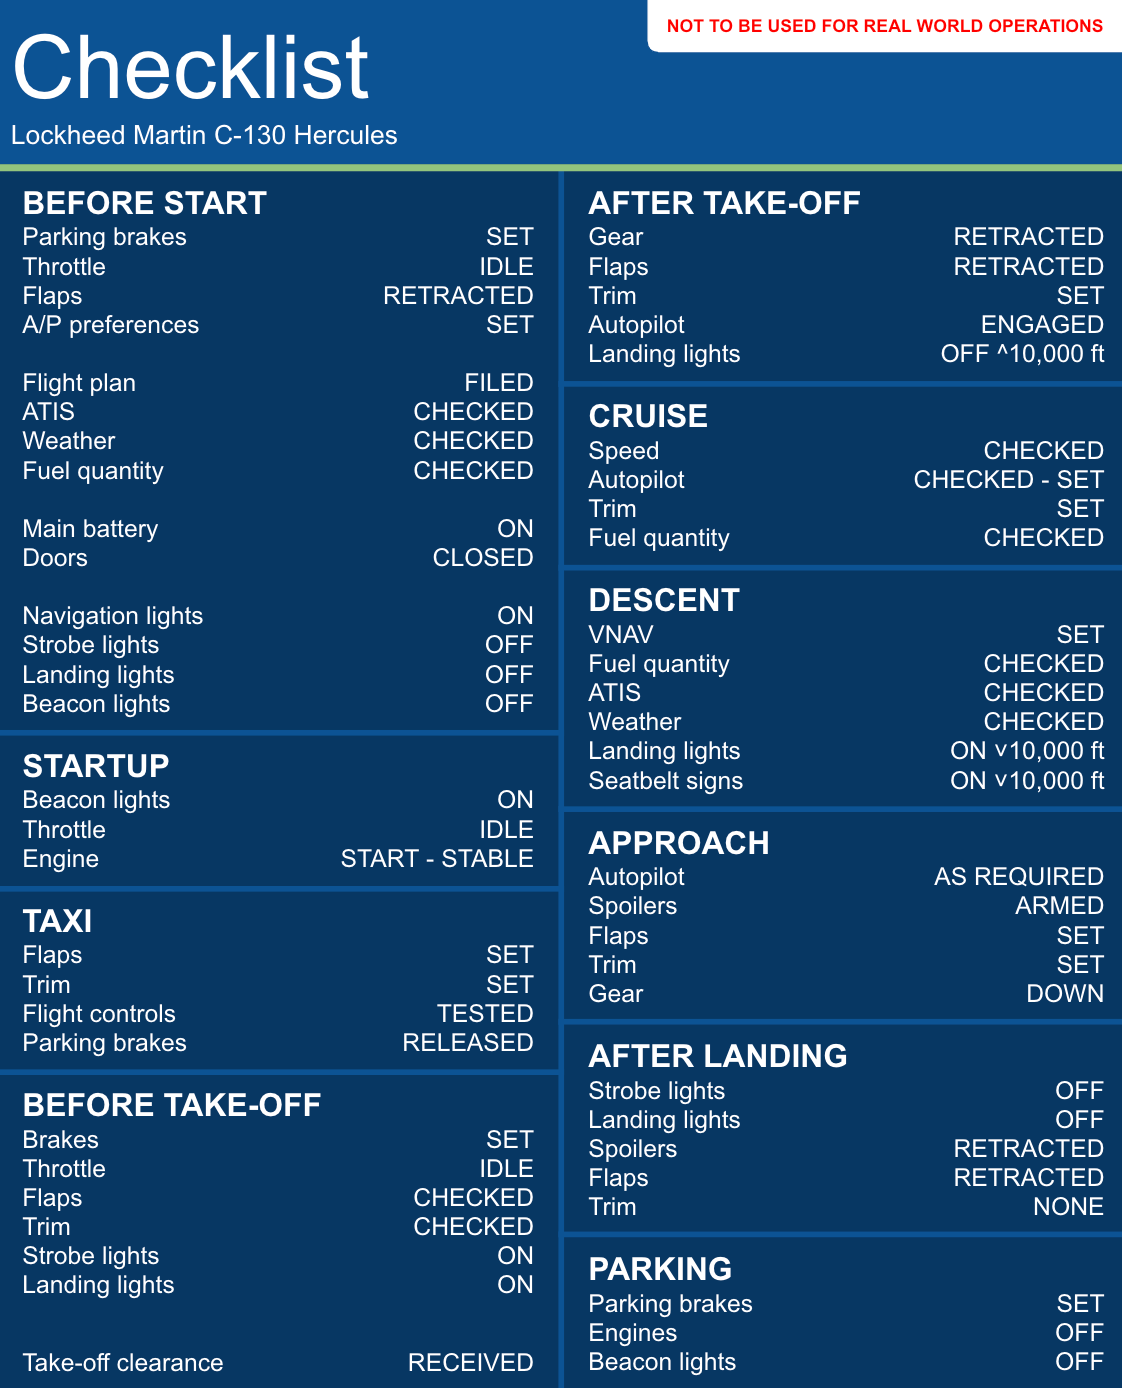 NOT TO BE USED FOR REAL WORLD OPERATIONS
Checklist
Lockheed Martin C-130 Hercules
BEFORE START
Parking brakes SET
Throttle IDLE
Flaps RETRACTED
A/P preferences SET
Flight plan FILED
ATIS CHECKED
Weather CHECKED
Fuel quantity CHECKED
Main battery ON
Doors CLOSED
Navigation lights ON
Strobe lights OFF
Landing lights OFF
Beacon lights OFF
STARTUP
Beacon lights ON
Throttle IDLE
Engine START - STABLE
TAXI
Flaps SET
Trim SET
Flight controls TESTED
Parking brakes RELEASED
BEFORE TAKE-OFF
Brakes SET
Throttle IDLE
Flaps CHECKED
Trim CHECKED
Strobe lights ON
Landing lights ON
Take-off clearance RECEIVED
AFTER TAKE-OFF
Gear RETRACTED
Flaps RETRACTED
Trim SET
Autopilot ENGAGED
Landing lights OFF ^10,000 ft
CRUISE
Speed CHECKED
Autopilot CHECKED - SET
Trim SET
Fuel quantity CHECKED
DESCENT
VNAV SET
Fuel quantity CHECKED
ATIS CHECKED
Weather CHECKED
Landing lights ON ˅10,000 ft
Seatbelt signs ON ˅10,000 ft
APPROACH
Autopilot AS REQUIRED
Spoilers ARMED
Flaps SET
Trim SET
Gear DOWN
AFTER LANDING
Strobe lights OFF
Landing lights OFF
Spoilers RETRACTED
Flaps RETRACTED
Trim NONE
PARKING
Parking brakes SET
Engines OFF
Beacon lights OFF